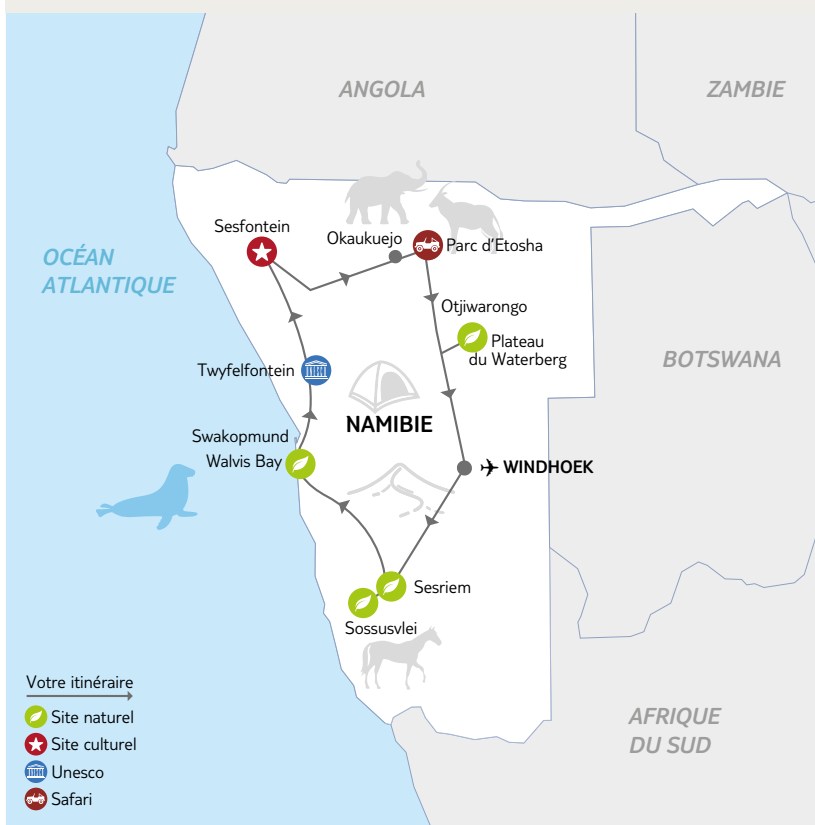 ANGOLA
ZAMBIE
Sesfontein
Okaukuejo
Parc d'Etosha
OCÉAN
ATLANTIQUE
Otjiwarongo
Plateau
du Waterberg
BOTSWANA
Twyfelfontein
NAMIBIE
Swakopmund
Walvis Bay
WINDHOEK
Sesriem
Sossusvlei
Votre itinéraire
Site naturel
Site culturel
Unesco
Safari
AFRIQUE
DU SUD